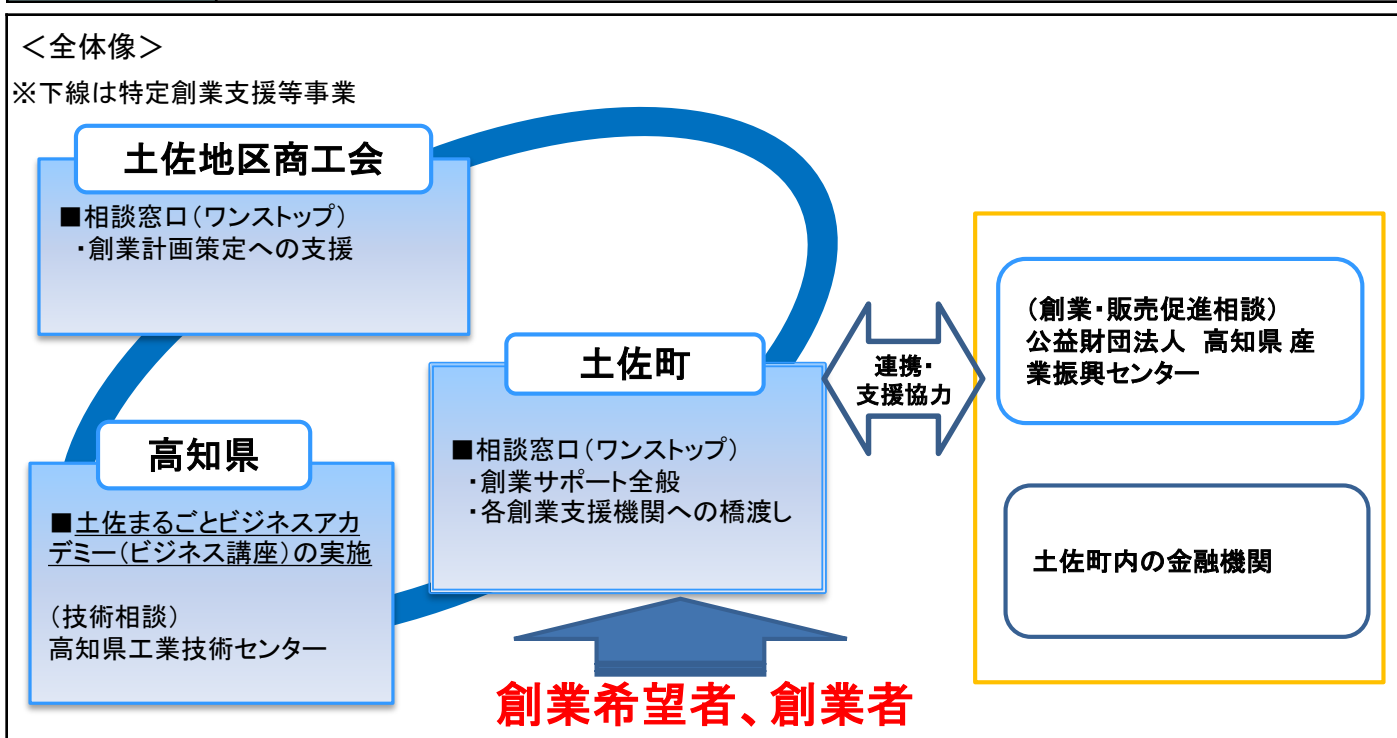 ＜全体像＞
※下線は特定創業支援等事業
土佐地区商工会
■相談窓口（ワンストップ）
・創業計画策定への支援
高知県
■土佐まるごとビジネスアカ
デミー（ビジネス講座）の実施
（技術相談）
高知県工業技術センター
土佐町
■相談窓口（ワンストップ）
・創業サポート全般
・各創業支援機関への橋渡し
連携・
支援協力
（創業・販売促進相談）
公益財団法人　高知県 産
業振興センター
土佐町内の金融機関
創業希望者、創業者